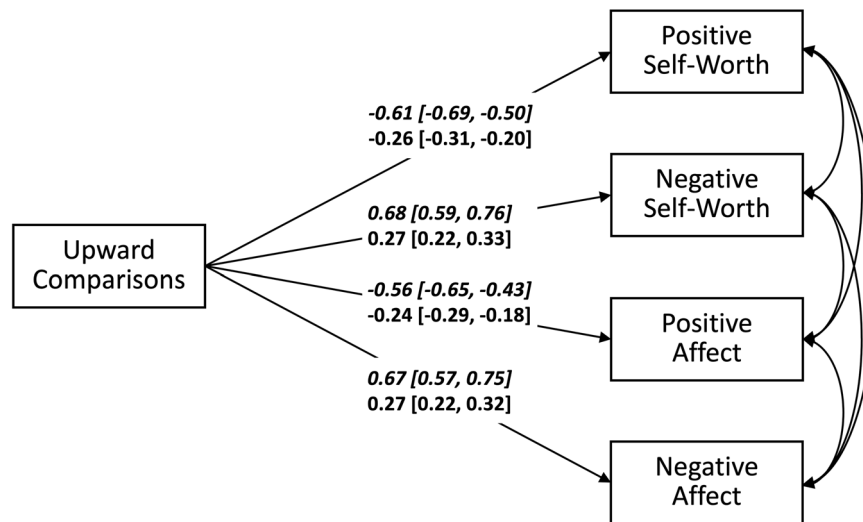 Positive
Self-Worth
-0.61 [-0.69, -0.50]
-0.26 [-0.31, -0.20]
Negative
Self-Worth
0.68 [0.59, 0.76]
0.27 [0.22, 0.33]
Upward
Comparisons
-0.56 [-0.65, -0.43]
-0.24 [-0.29, -0.18]
Positive
Affect
0.67 [0.57, 0.75]
0.27 [0.22, 0.32]
Negative
Affect